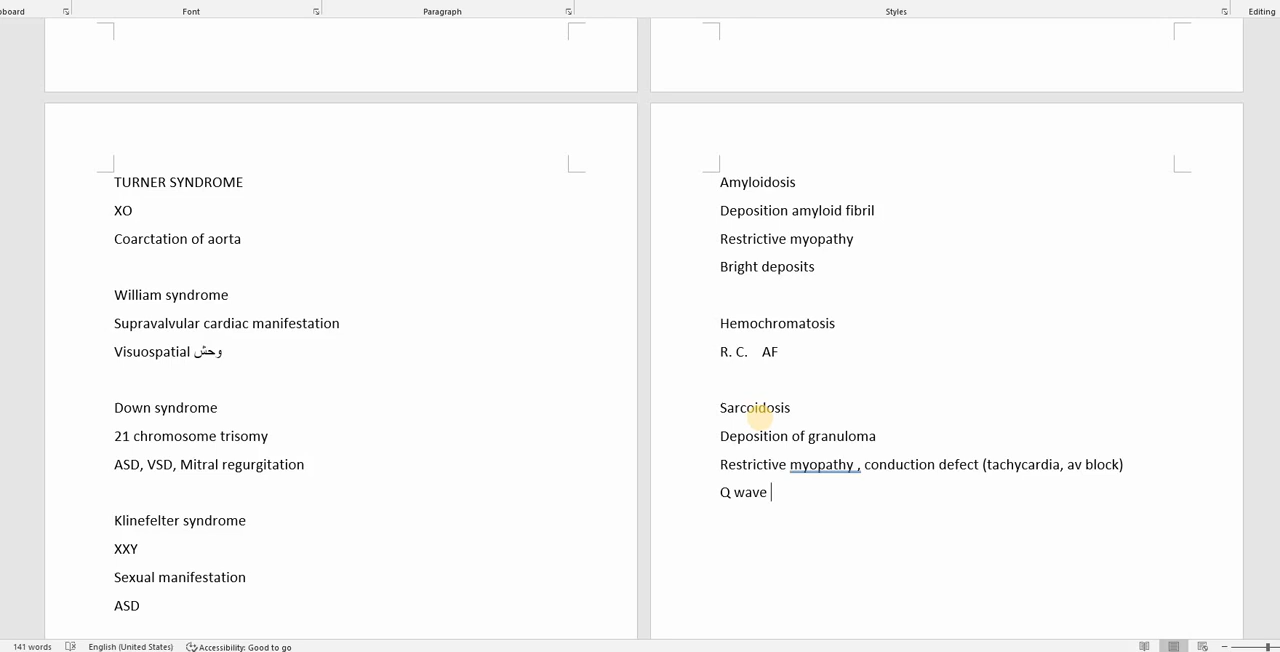 pboard
Font
Paragraph
Styles
Editing
TURNER SYNDROME
XO
Coarctation of aorta
William syndrome
Supravalvular cardiac manifestation
Visuospatial وحش
Down syndrome
21 chromosome trisomy
ASD, VSD, Mitral regurgitation
Klinefelter syndrome
XXY
Sexual manifestation
ASD
Amyloidosis
Deposition amyloid fibril
Restrictive myopathy
Bright deposits
Hemochromatosis
R. C. AF
Sarcoidosis
Deposition of granuloma
Restrictive myopathy , conduction defect (tachycardia, av block)
Q wave
141 words
English (United States)
Accessibility: Good to go